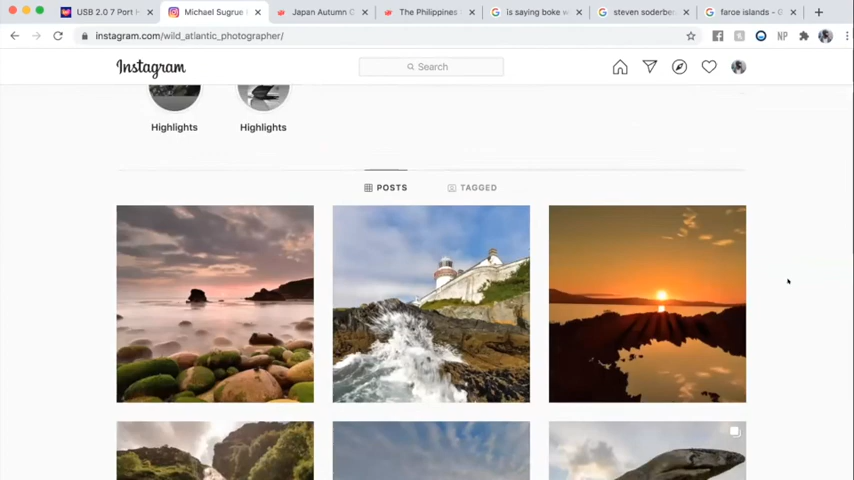 USB 2.0 7 Port H
Michael Sugrue
Japan Autumn C
The Philippines
is saying boke w
steven soderber
faroe islands - G
instagram.com/wild_atlantic_photographer/
NP
Instagram
Search
Highlights
Highlights
POSTS
TAGGED